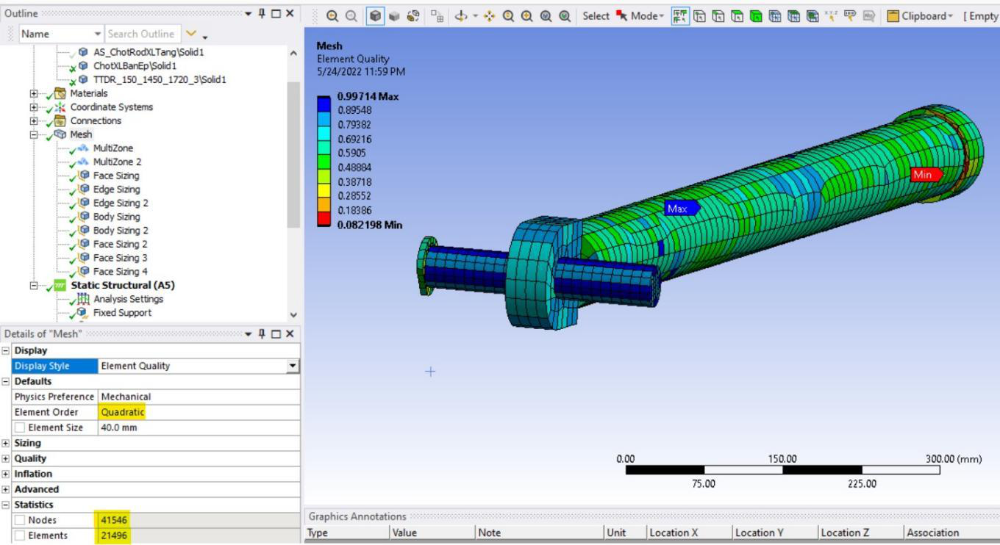 Outline
Select Mode Clipboard [ Empty
Name Search Outline
AS_ChotRodXLTang\Solid1
ChotXLBanEp\Solid1
TTDR_150_1450_1720_3\Solid1
Materials
Coordinate Systems
Connections
Mesh
MultiZone
MultiZone 2
Face Sizing
Edge Sizing
Edge Sizing 2
Body Sizing
Body Sizing 2
Face Sizing 2
Face Sizing 3
Face Sizing 4
Static Structural (A5)
Analysis Settings
Fixed Support
Details of "Mesh"
Display
Display Style Element Quality
Defaults
Physics Preference Mechanical
Element Order Quadratic
Element Size 40.0 mm
Sizing
Quality
Inflation
Advanced
Statistics
Nodes 41546
Elements 21496
Mesh
Element Quality
5/24/2022 11:59 PM
0.99714 Max
0.89548
0.79382
0.69216
0.5905
0.48884
0.38718
0.28552
0.18386
0.082198 Min
Max
Min
0.00 150.00 300.00 (mm)
75.00 225.00
Graphics Annotations
Type Value Note Unit Location X Location Y Location Z Association